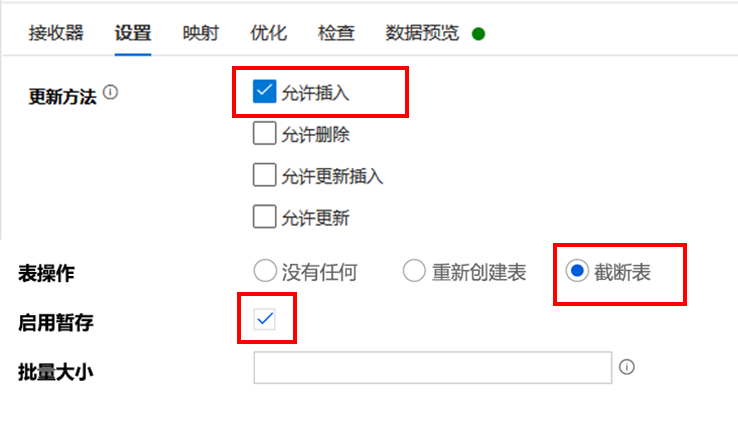 接收器 设置 映射 优化 检查 数据预览
更新方法 允许插入
允许删除
允许更新插入
允许更新
表操作 没有任何 重新创建表 截断表
启用暂存
批量大小